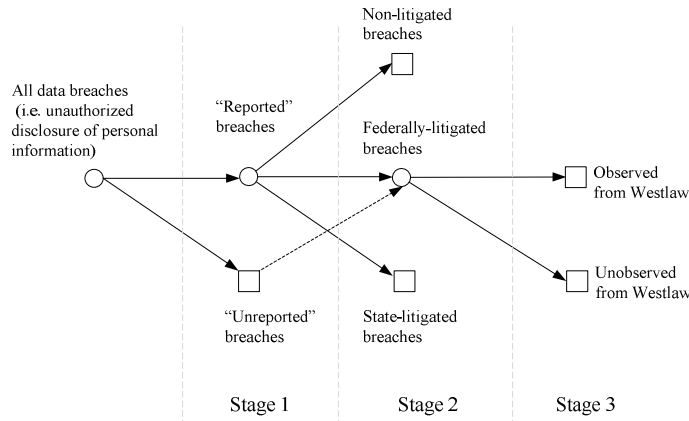 Non-litigated
breaches
All data breaches
(i.e. unauthorized
disclosure of personal
information)
“Reported”
breaches
Federally-litigated
breaches
Observed
from Westlaw
Unobserved
from Westlaw
“Unreported”
breaches
State-litigated
breaches
Stage 1
Stage 2
Stage 3